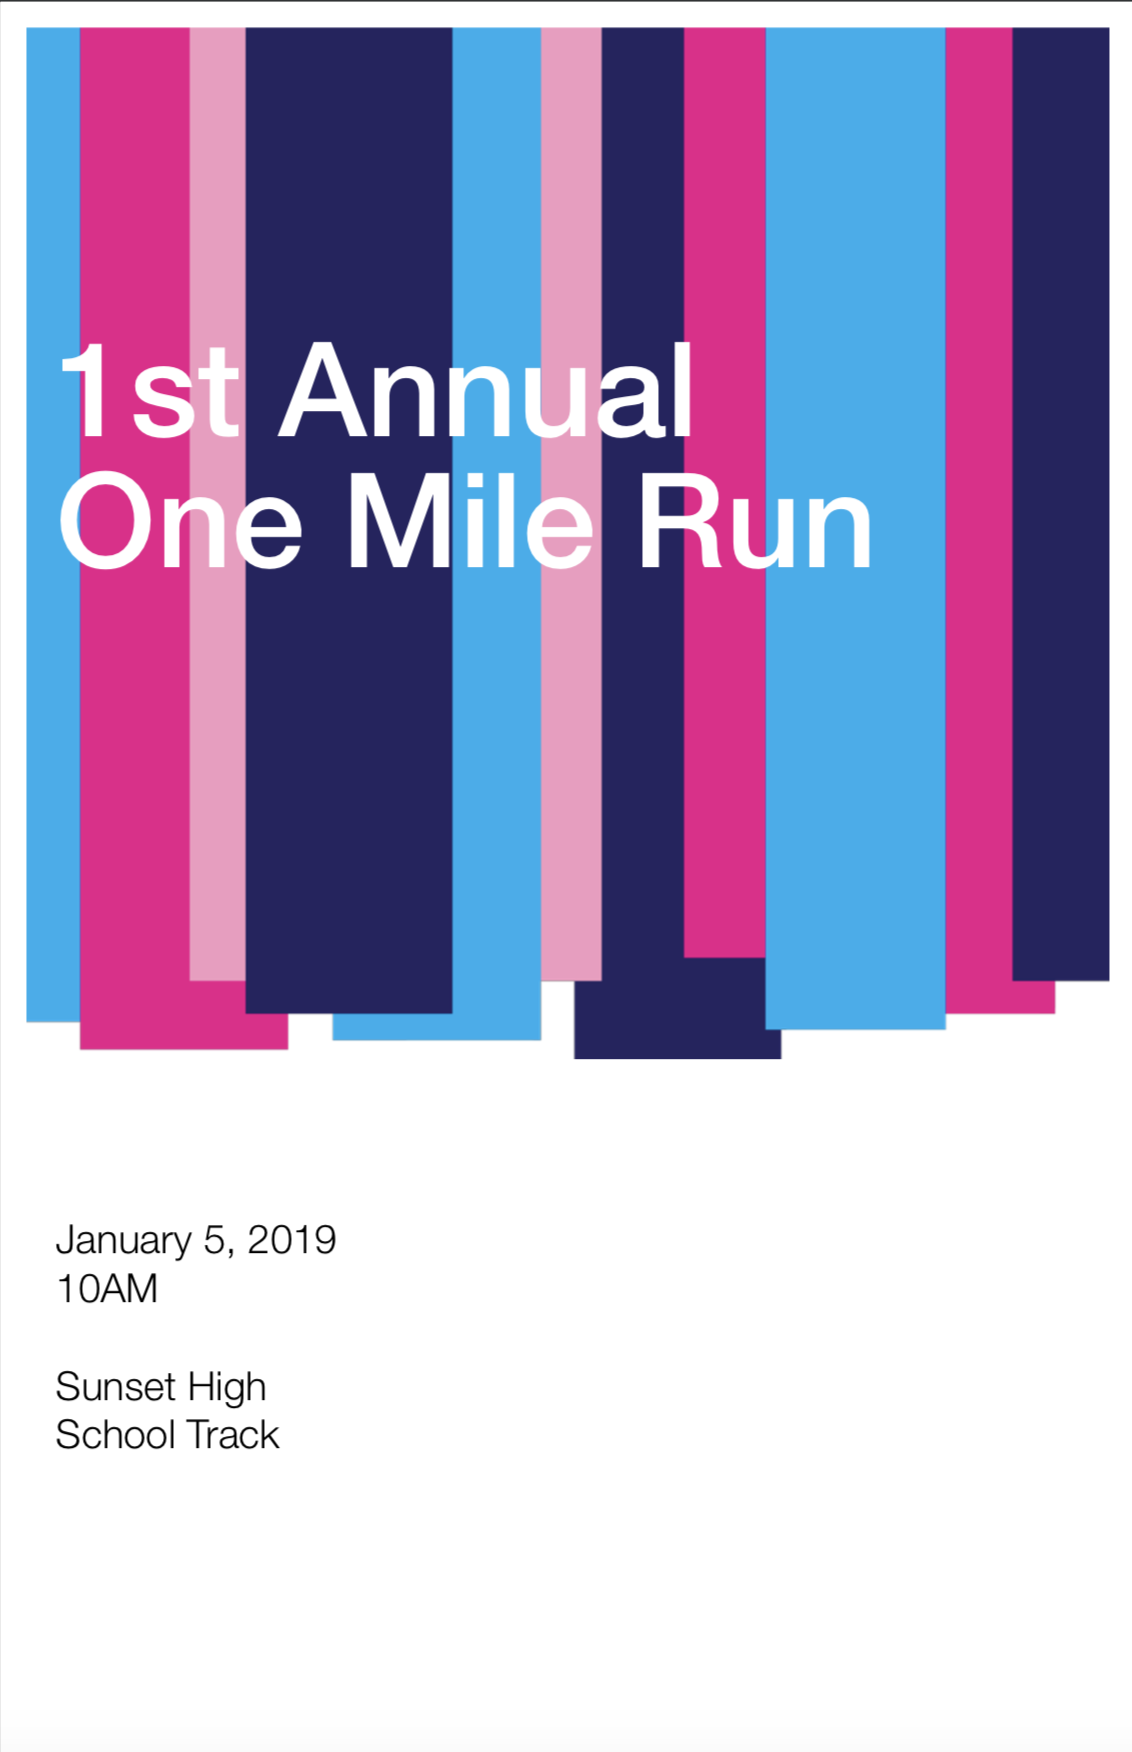 1st Annual
One Mile Run
January 5, 2019
10AM
Sunset High
School Track